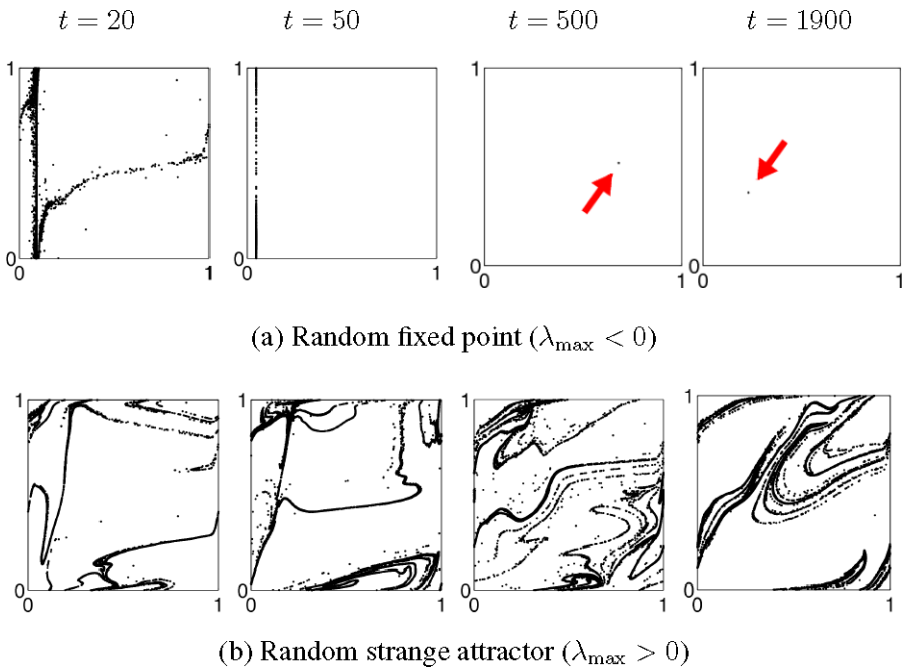 t = 20 t = 50 t = 500 t = 1900
1 1 1 1
0 0 0 0
0 1 0 1 0 1 0 1
(a) Random fixed point (λmax < 0)
1 1 1 1
0 0 0 0
0 1 0 1 0 1 0 1
(b) Random strange attractor (λmax > 0)